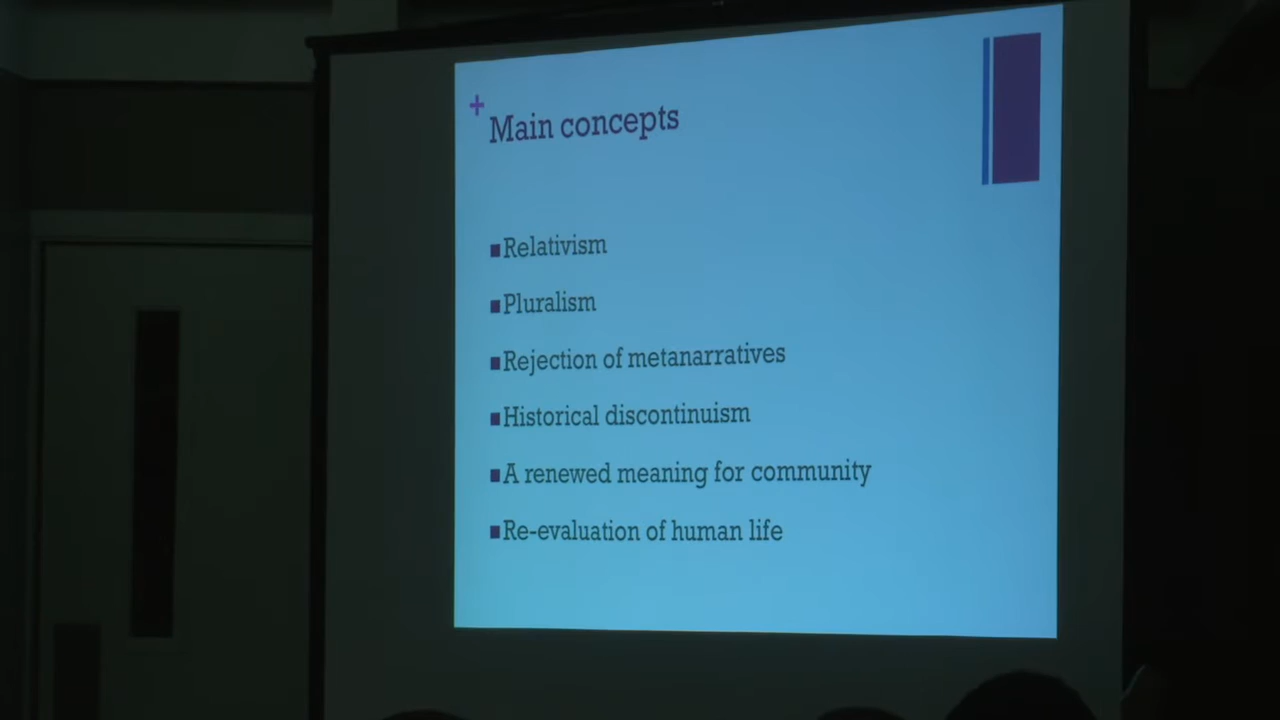 +
Main concepts
Relativism
Pluralism
Rejection of metanarratives
Historical discontinuism
A renewed meaning for community
Re-evaluation of human life